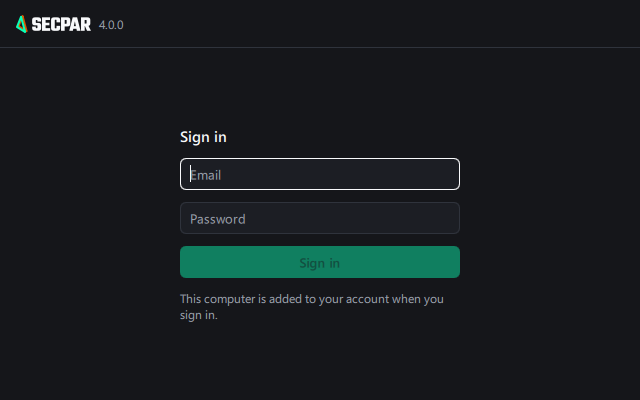 SECPAR 4.0.0
Sign in
Email
Password
Sign in
This computer is added to your account when you
sign in.